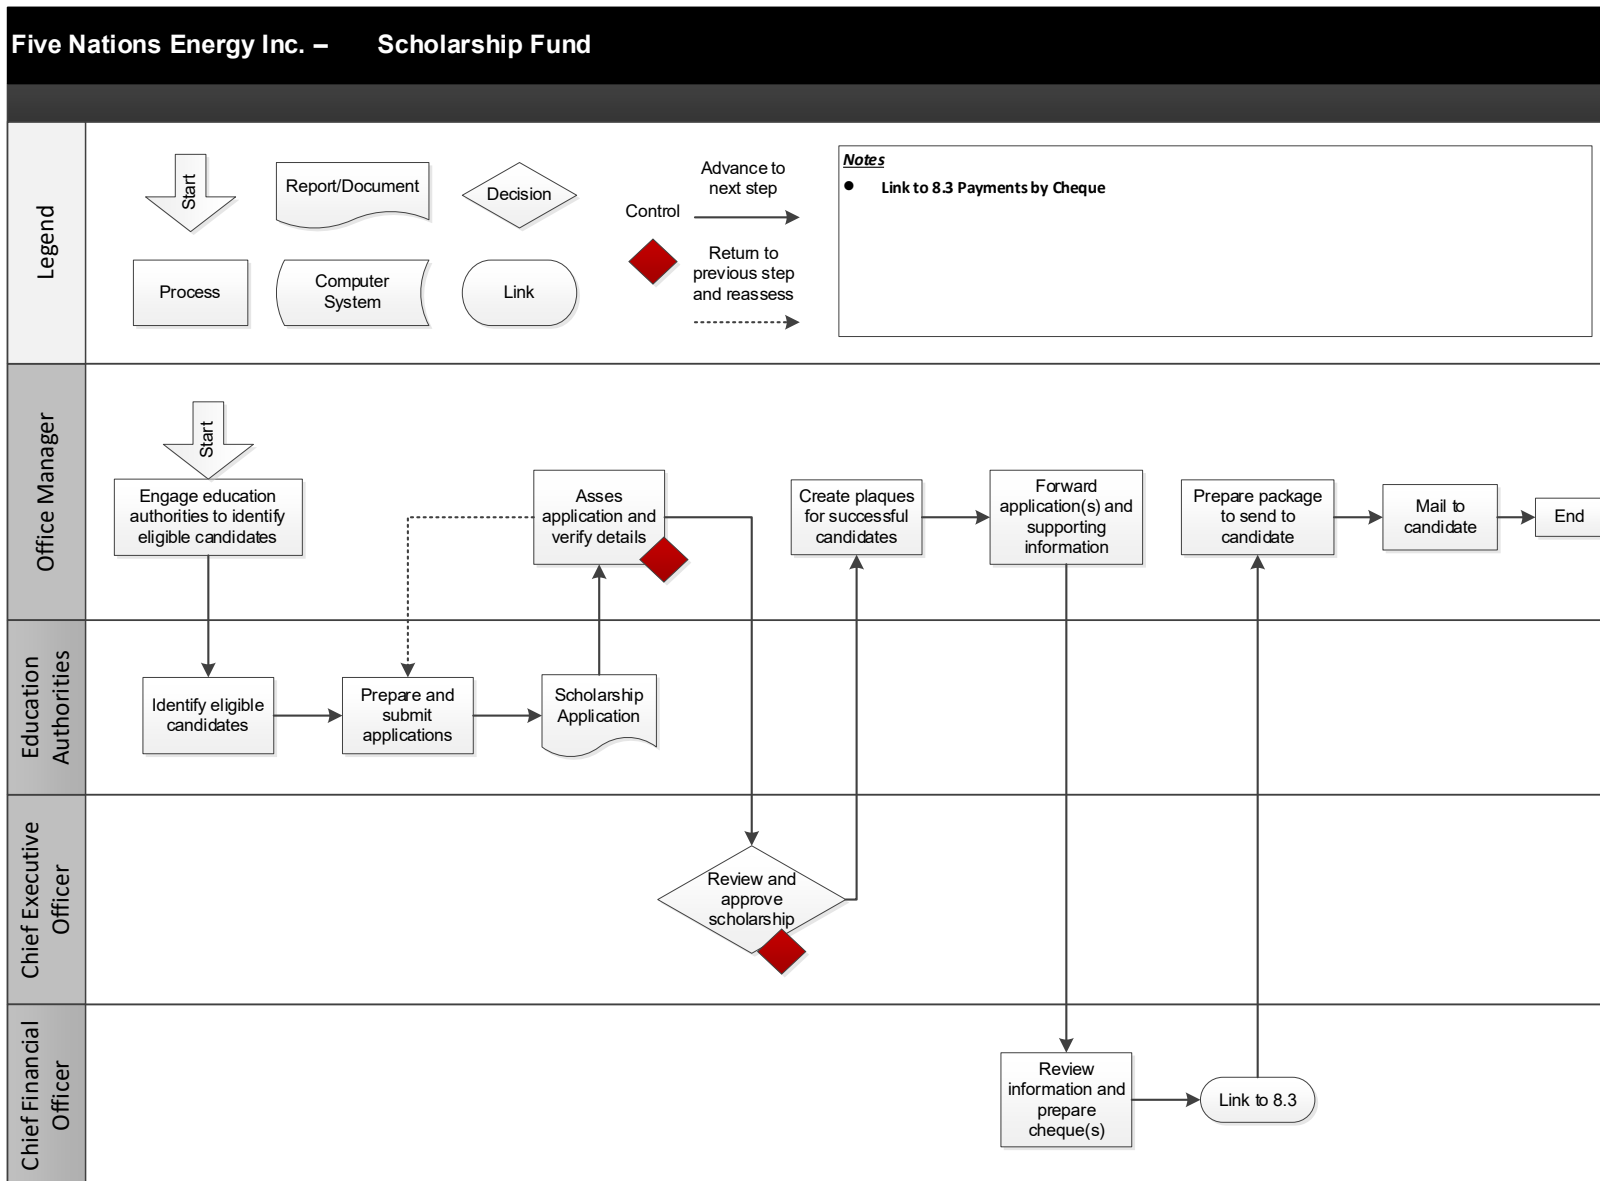 Five Nations Energy Inc. – Scholarship Fund
Legend
Start
Report/Document
Decision
Process
Computer
System
Link
Control
Advance to
next step
Return to
previous step
and reassess
Notes
● Link to 8.3 Payments by Cheque
Office Manager
Start
Engage education
authorities to identify
eligible candidates
Asses
application and
verify details
Create plaques
for successful
candidates
Forward
application(s) and
supporting
information
Prepare package
to send to
candidate
Mail to
candidate
End
Education
Authorities
Identify eligible
candidates
Prepare and
submit
applications
Scholarship
Application
Chief Executive
Officer
Review and
approve
scholarship
Chief Financial
Officer
Review
information and
prepare
cheque(s)
Link to 8.3